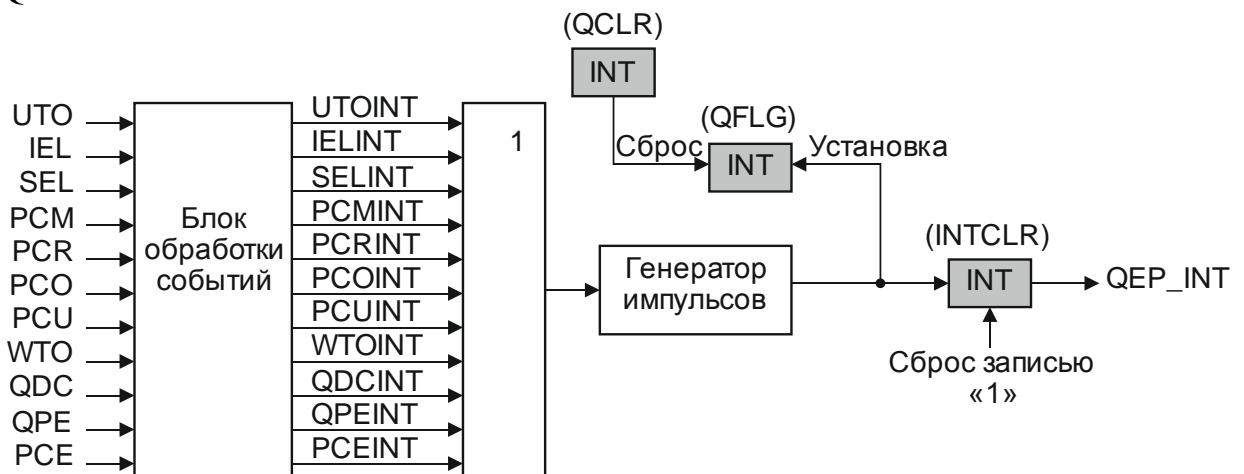 (QCLR)
INT
(QFLG)
Сброс
INT
Установка
UTO
IEL
SEL
PCM
PCR
PCO
PCU
WTO
QDC
QPE
PCE
Блок
обработки
событий
UTOINT
IELINT
SELINT
PCMINT
PCRINT
PCOINT
PCUINT
WTOINT
QDCINT
QPEINT
PCEINT
1
Генератор
импульсов
(INTCLR)
INT
QEP_INT
Сброс записью
«1»